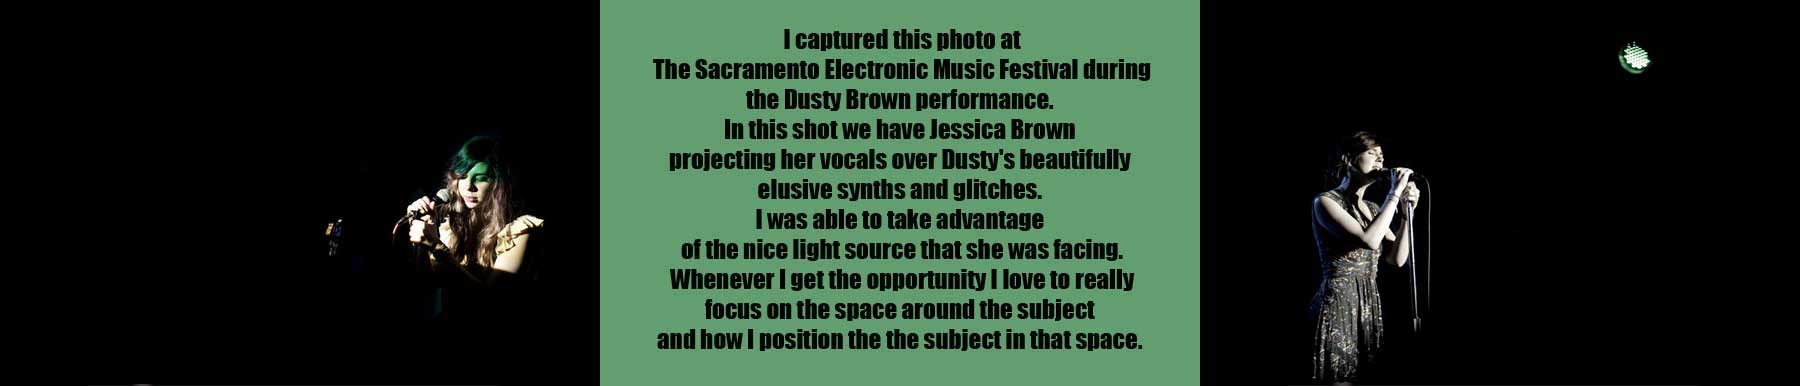 I captured this photo at
The Sacramento Electronic Music Festival during
the Dusty Brown performance.
In this shot we have Jessica Brown
projecting her vocals over Dusty's beautifully
elusive synths and glitches.
I was able to take advantage
of the nice light source that she was facing.
Whenever I get the opportunity I love to really
focus on the space around the subject
and how I position the the subject in that space.